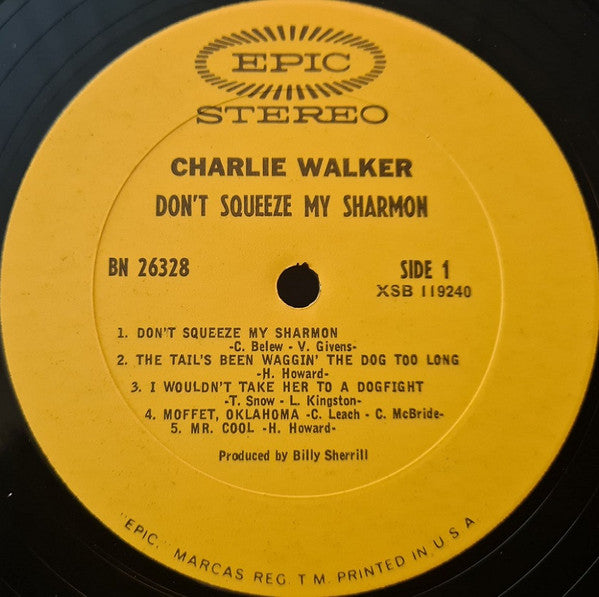 EPIC
STEREO
CHARLIE WALKER
DON'T SQUEEZE MY SHARMON
BN 26328
SIDE 1
XSB 119240
1. DON'T SQUEEZE MY SHARMON
-C. Belew - V. Givens-
2. THE TAIL'S BEEN WAGGIN' THE DOG TOO LONG
-H. Howard-
3. I WOULDN'T TAKE HER TO A DOGFIGHT
-T. Snow - L. Kingston-
4. MOFFET, OKLAHOMA -C. Leach - C. McBride-
5. MR. COOL -H. Howard-
Produced by Billy Sherrill
"EPIC," MARCAS REG. T M. PRINTED IN U S A